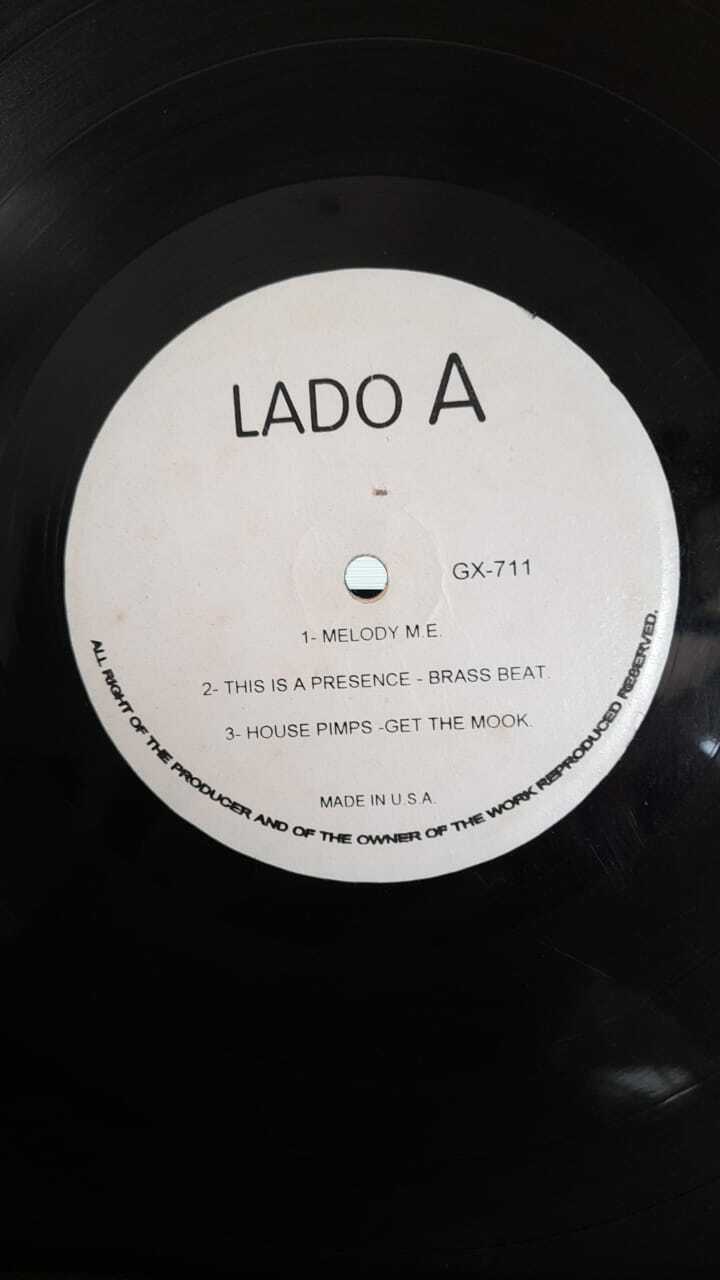 LADO A
GX-711
1- MELODY M.E.
2- THIS IS A PRESENCE - BRASS BEAT.
3- HOUSE PIMPS -GET THE MOOK.
MADE IN U.S.A.
ALL RIGHT OF THE PRODUCER AND OF THE OWNER OF THE WORK REPRODUCED RESERVED.